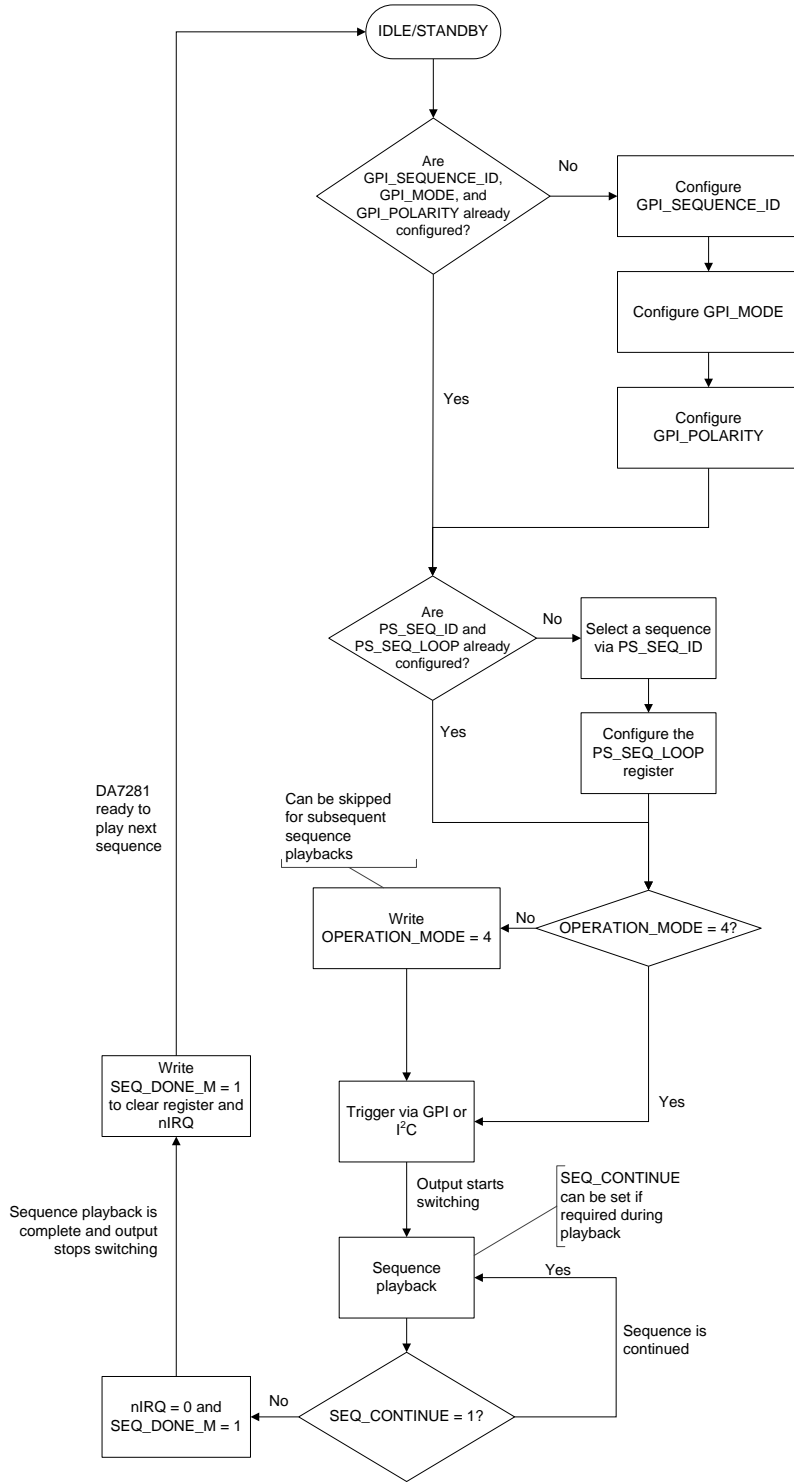 IDLE/STANDBY
Are
GPI_SEQUENCE_ID,
GPI_MODE, and
GPI_POLARITY already
configured?
No
Configure
GPI_SEQUENCE_ID
Configure GPI_MODE
Configure
GPI_POLARITY
Yes
Are
PS_SEQ_ID and
PS_SEQ_LOOP already
configured?
No
Select a sequence
via PS_SEQ_ID
Configure the
PS_SEQ_LOOP
register
Yes
DA7281
ready to
play next
sequence
Can be skipped
for subsequent
sequence
playbacks
Write
OPERATION_MODE = 4
No
OPERATION_MODE = 4?
Yes
Write
SEQ_DONE_M = 1
to clear register and
nIRQ
Trigger via GPI or
I²C
Output starts
switching
SEQ_CONTINUE
can be set if
required during
playback
Sequence playback is
complete and output
stops switching
Sequence
playback
Yes
Sequence is
continued
nIRQ = 0 and
SEQ_DONE_M = 1
No
SEQ_CONTINUE = 1?